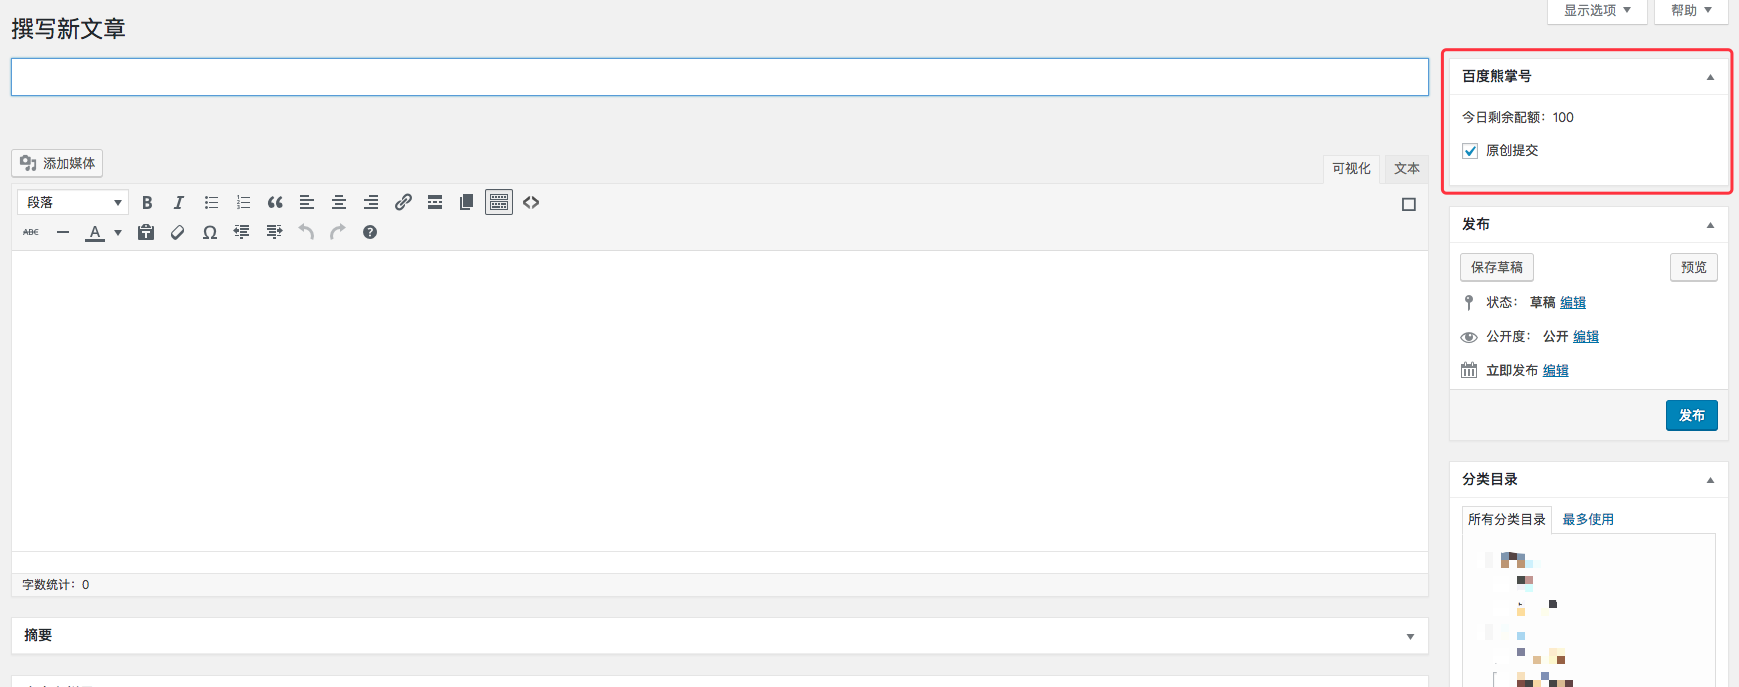 显示选项
帮助
撰写新文章
添加媒体
可视化
文本
段落
B
I
ABC
A
Ω
字数统计：0
摘要
百度熊掌号
今日剩余配额：100
原创提交
发布
保存草稿
预览
状态：草稿 编辑
公开度：公开 编辑
立即发布 编辑
发布
分类目录
所有分类目录
最多使用